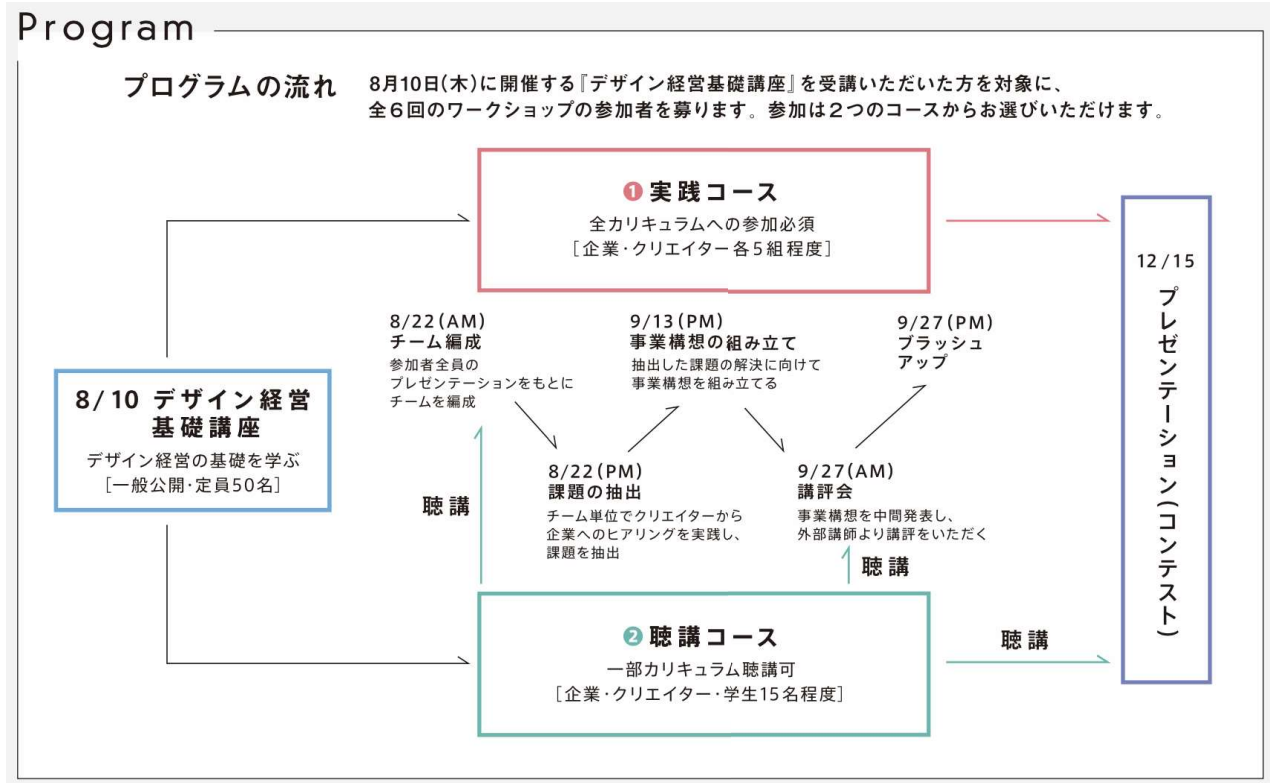 Program
プログラムの流れ
8月10日(木)に開催する『デザイン経営基礎講座』を受講いただいた方を対象に、
全6回のワークショップの参加者を募ります。参加は2つのコースからお選びいただけます。
8/10 デザイン経営
基礎講座
デザイン経営の基礎を学ぶ
[一般公開・定員50名]
❶実践コース
全カリキュラムへの参加必須
[企業・クリエイター各5組程度]
8/22(AM)
チーム編成
参加者全員の
プレゼンテーションをもとに
チームを編成
8/22(PM)
課題の抽出
チーム単位でクリエイターから
企業へのヒアリングを実践し、
課題を抽出
9/13(PM)
事業構想の組み立て
抽出した課題の解決に向けて
事業構想を組み立てる
9/27(AM)
講評会
事業構想を中間発表し、
外部講師より講評をいただく
9/27(PM)
ブラッシュ
アップ
聴講
聴講
❷聴講コース
一部カリキュラム聴講可
[企業・クリエイター・学生15名程度]
聴講
12/15
プレゼンテーション(コンテスト)